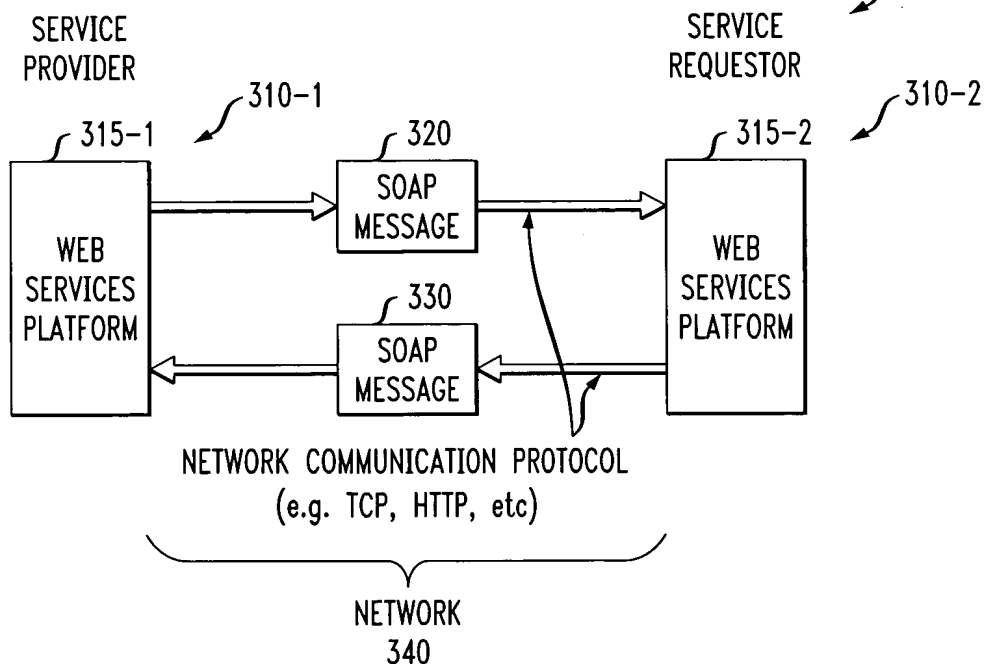 SERVICE
PROVIDER
SERVICE
REQUESTOR
310-1
310-2
315-1
320
315-2
WEB
SERVICES
PLATFORM
SOAP
MESSAGE
WEB
SERVICES
PLATFORM
330
SOAP
MESSAGE
NETWORK COMMUNICATION PROTOCOL
(e.g. TCP, HTTP, etc)
NETWORK
340